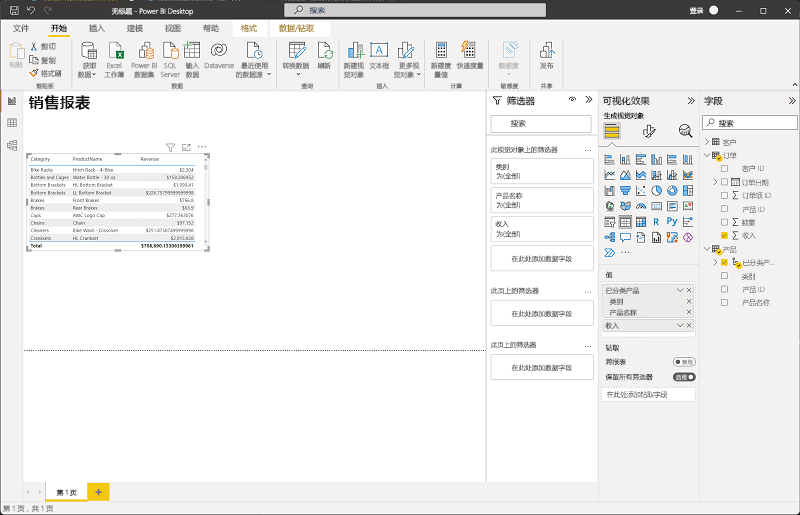 无标题 - Power BI Desktop
搜索
登录
文件 开始 插入 建模 视图 帮助 格式 数据/钻取
粘贴
剪切
复制
格式刷
剪贴板
获取数据
Excel 工作簿
Power BI 数据集
SQL Server
输入数据
Dataverse
最近使用的数据源
数据
转换数据
刷新
查询
新建视觉对象
文本框
更多视觉对象
插入
新建度量值
快速度量
计算
敏感度
敏感度
发布
共享
销售报表
Category ProductName Revenue
Bike Racks Hitch Rack - 4-Bike $2,304
Bottles and Cages Water Bottle - 30 oz. $159.206952
Bottom Brackets HL Bottom Bracket $1,093.41
Bottom Brackets LL Bottom Bracket $226.75799999999998
Brakes Front Brakes $766.8
Brakes Rear Brakes $63.9
Caps AWC Logo Cap $277.363076
Chains Chain $97.152
Cleaners Bike Wash - Dissolver $251.87587499999998
Cranksets HL Crankset $2,915.928
Total $708,690.15306399961
筛选器
搜索
此视觉对象上的筛选器 ...
类别
为(全部)
产品名称
为(全部)
收入
为(全部)
在此处添加数据字段
此页上的筛选器 ...
在此处添加数据字段
此页上的筛选器 ...
在此处添加数据字段
可视化效果
生成视觉对象
R Py
...
值
已分类产品
类别
产品名称
收入
钻取
跨报表
禁用
保留所有筛选器
启用
在此处添加钻取字段
字段
搜索
客户
订单
客户 ID
订单日期
订单项 ID
产品 ID
数量
收入
产品
已分类产...
类别
产品 ID
产品名称
第 1 页
第 1 页，共 1 页